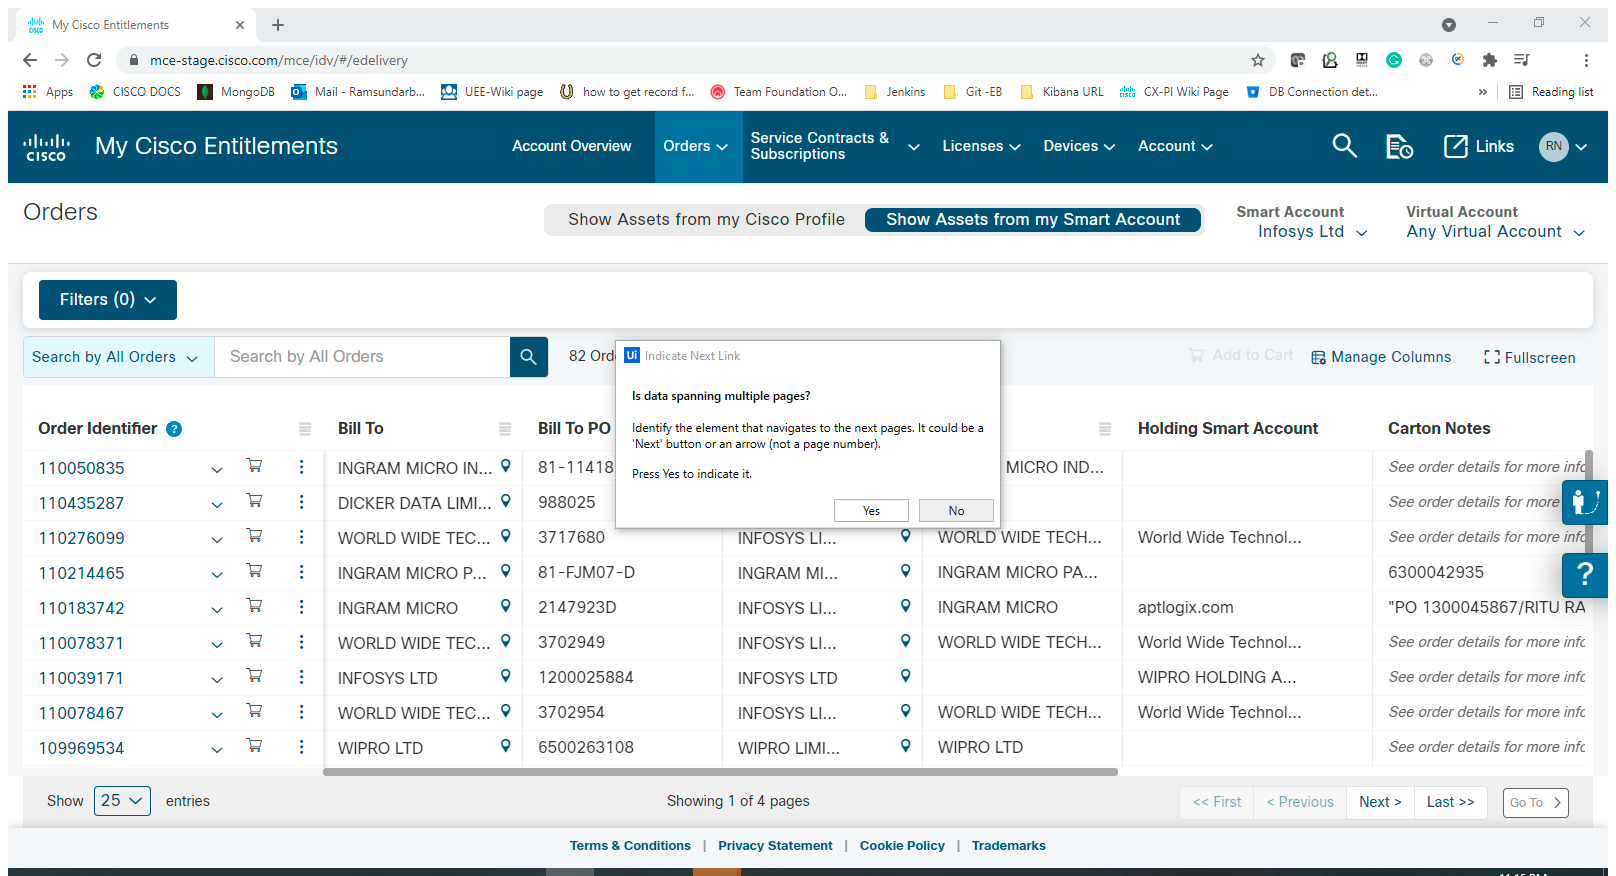 My Cisco Entitlements
mce-stage.cisco.com/mce/idv/#/edelivery
Apps CISCO DOCS MongoDB Mail - Ramsundarb... UEE-Wiki page how to get record f... Team Foundation O... Jenkins Git -EB Kibana URL CX-PI Wiki Page DB Connection det... » Reading list
CISCO My Cisco Entitlements Account Overview Orders Service Contracts & Subscriptions Licenses Devices Account Links RN
Orders
Show Assets from my Cisco Profile Show Assets from my Smart Account
Smart Account Virtual Account
Infosys Ltd Any Virtual Account
Filters (0)
Search by All Orders Search by All Orders 82 Add to Cart Manage Columns Fullscreen
Ui Indicate Next Link
Is data spanning multiple pages?
Identify the element that navigates to the next pages. It could be a
'Next' button or an arrow (not a page number).
Press Yes to indicate it.
Yes No
Order Identifier ? Bill To Bill To PO Holding Smart Account Carton Notes
110050835 INGRAM MICRO IN... 81-11418 MICRO IND... See order details for more info
110435287 DICKER DATA LIMI... 988025 See order details for more
110276099 WORLD WIDE TEC... 3717680 INFOSYS LI... WORLD WIDE TECH... World Wide Technol... See order details for more info
110214465 INGRAM MICRO P... 81-FJM07-D INGRAM MI... INGRAM MICRO PA... 6300042935
110183742 INGRAM MICRO 2147923D INFOSYS LI... INGRAM MICRO aptlogix.com "PO 1300045867/RITU RA
110078371 WORLD WIDE TEC... 3702949 INFOSYS LI... WORLD WIDE TECH... World Wide Technol... See order details for more info
110039171 INFOSYS LTD 1200025884 INFOSYS LTD WIPRO HOLDING A... See order details for more info
110078467 WORLD WIDE TEC... 3702954 INFOSYS LI... WORLD WIDE TECH... World Wide Technol... See order details for more info
109969534 WIPRO LTD 6500263108 WIPRO LIMI... WIPRO LTD See order details for more info
?
Show 25 entries Showing 1 of 4 pages << First < Previous Next > Last >> Go To >
Terms & Conditions | Privacy Statement | Cookie Policy | Trademarks